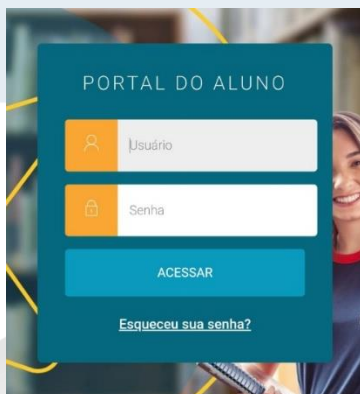 PORTAL DO ALUNO
Usuário
Senha
ACESSAR
Esqueceu sua senha?